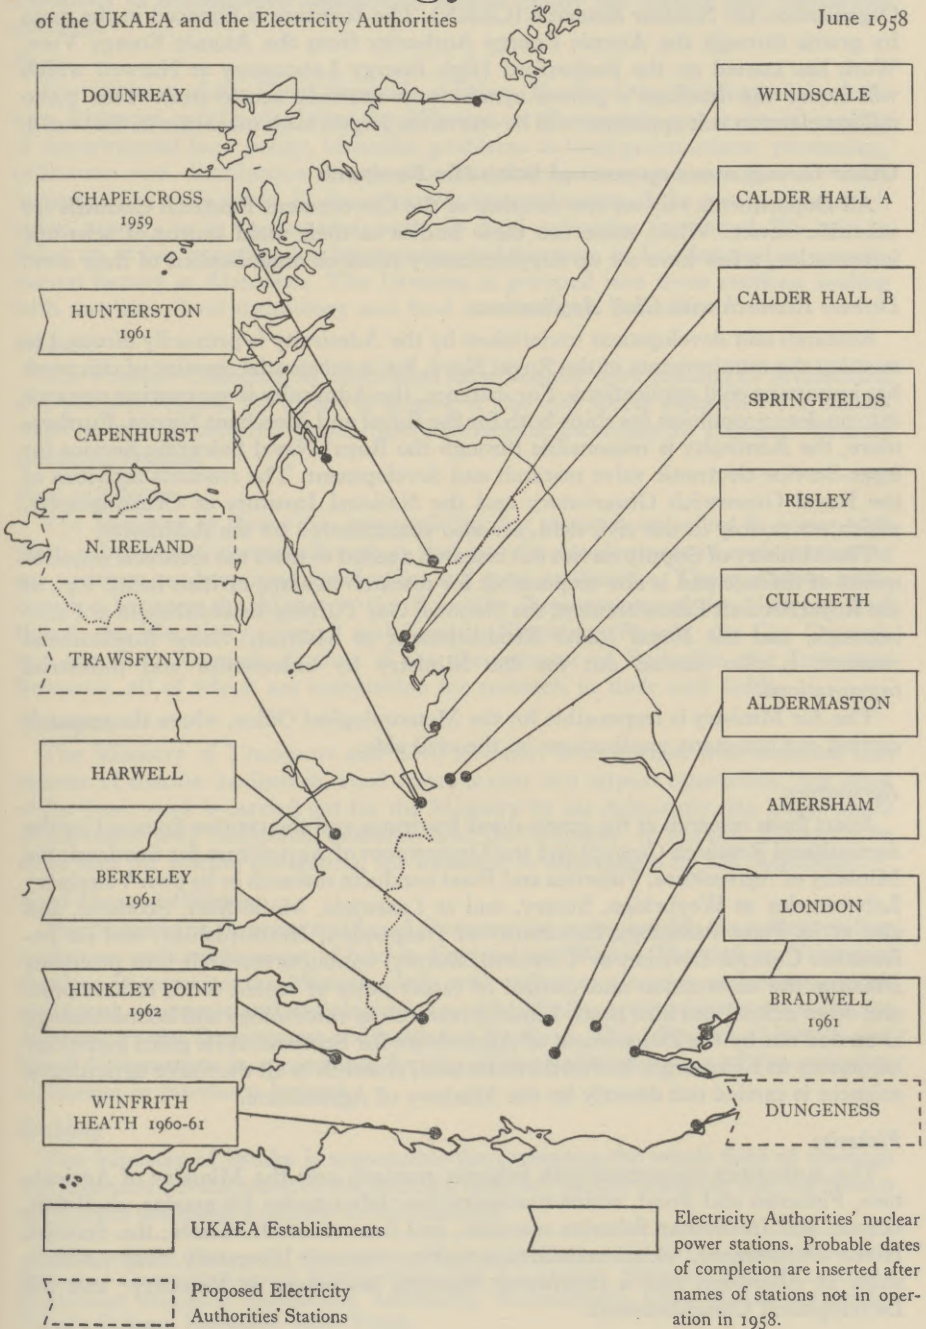 of the UKAEA and the Electricity Authorities
June 1958
DOUNREAY
CHAPELCROSS
1959
HUNTERSTON
1961
CAPENHURST
N. IRELAND
TRAWSFYNYDD
HARWELL
BERKELEY
1961
HINKLEY POINT
1962
WINFRITH
HEATH 1960-61
WINDSCALE
CALDER HALL A
CALDER HALL B
SPRINGFIELDS
RISLEY
CULCHETH
ALDERMASTON
AMERSHAM
LONDON
BRADWELL
1961
DUNGENESS
UKAEA Establishments
Proposed Electricity
Authorities' Stations
Electricity Authorities' nuclear
power stations. Probable dates
of completion are inserted after
names of stations not in oper-
ation in 1958.